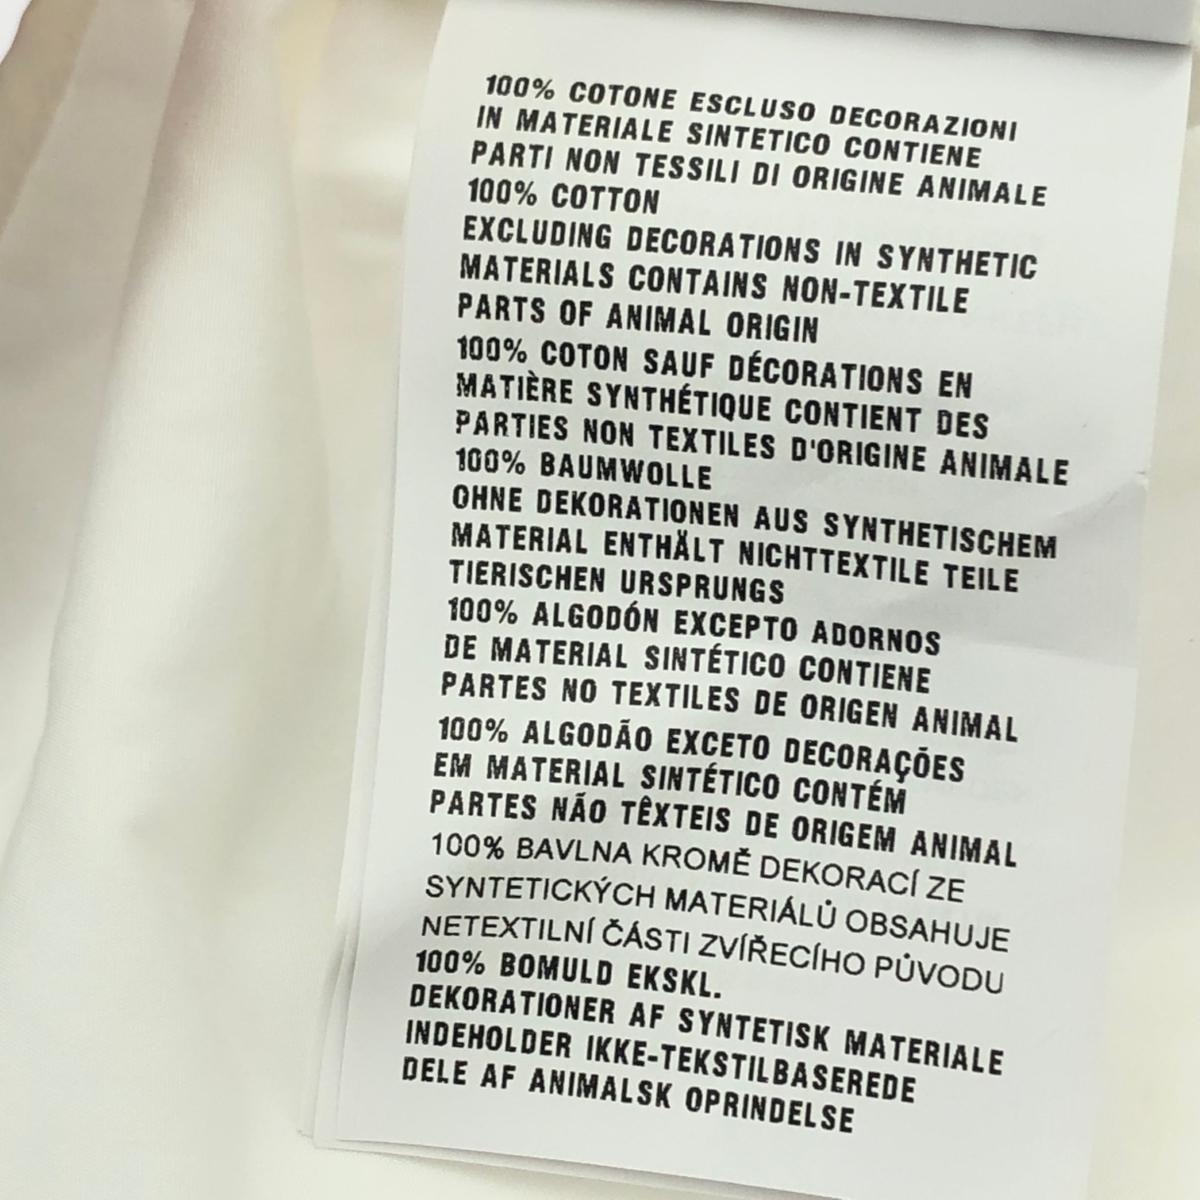 100% COTONE ESCLUSO DECORAZIONI
IN MATERIALE SINTETICO CONTIENE
PARTI NON TESSILI DI ORIGINE ANIMALE
100% COTTON
EXCLUDING DECORATIONS IN SYNTHETIC
MATERIALS CONTAINS NON-TEXTILE
PARTS OF ANIMAL ORIGIN
100% COTON SAUF DÉCORATIONS EN
MATIÈRE SYNTHÉTIQUE CONTIENT DES
PARTIES NON TEXTILES D'ORIGINE ANIMALE
100% BAUMWOLLE
OHNE DEKORATIONEN AUS SYNTHETISCHEM
MATERIAL ENTHÄLT NICHTTEXTILE TEILE
TIERISCHEN URSPRUNGS
100% ALGODÓN EXCEPTO ADORNOS
DE MATERIAL SINTÉTICO CONTIENE
PARTES NO TEXTILES DE ORIGEN ANIMAL
100% ALGODÃO EXCETO DECORAÇÕES
EM MATERIAL SINTÉTICO CONTÉM
PARTES NÃO TÊXTEIS DE ORIGEM ANIMAL
100% BAVLNA KROMĚ DEKORACÍ ZE
SYNTETICKÝCH MATERIÁLŮ OBSAHUJE
NETEXTILNÍ ČÁSTI ZVÍŘECÍHO PŮVODU
100% BOMULD EKSKL.
DEKORATIONER AF SYNTETISK MATERIALE
INDEHOLDER IKKE-TEKSTILBASEREDE
DELE AF ANIMALSK OPRINDELSE